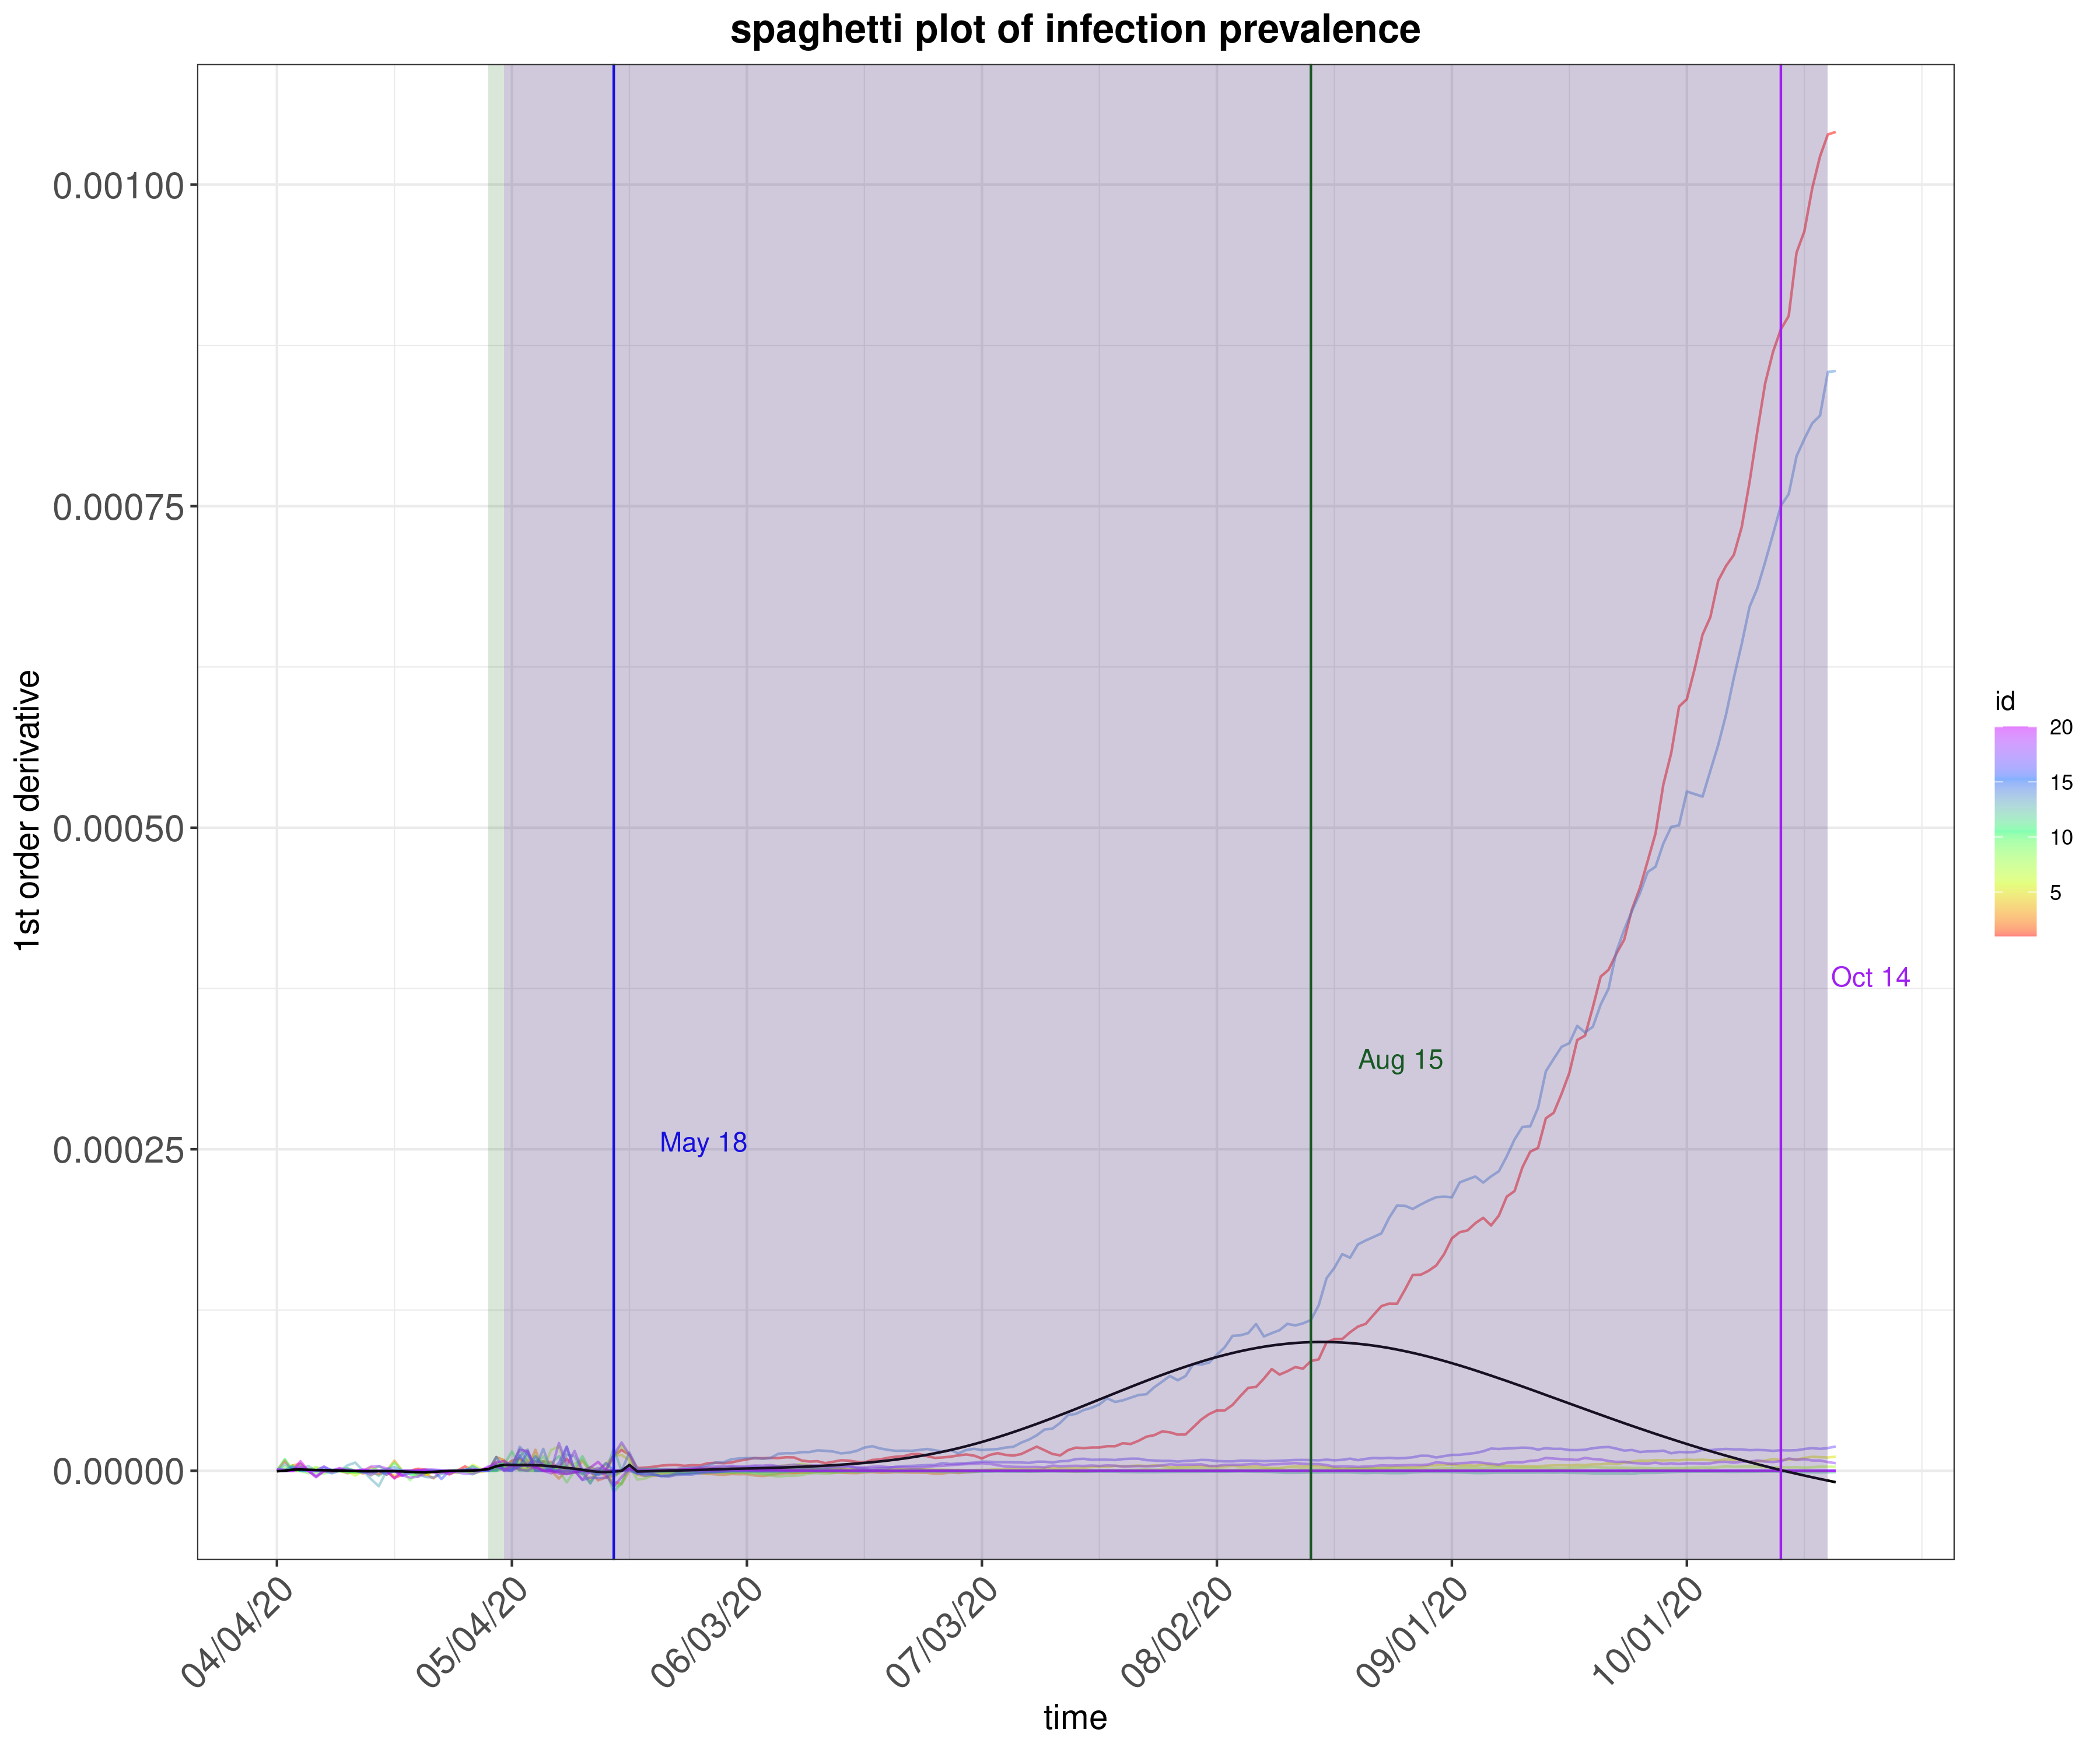 spaghetti plot of infection prevalence
1st order derivative
0.00100
0.00075
0.00050
0.00025
0.00000
May 18
Aug 15
Oct 14
04/04/20
05/04/20
06/03/20
07/03/20
08/02/20
09/01/20
10/01/20
time
id
20
15
10
5